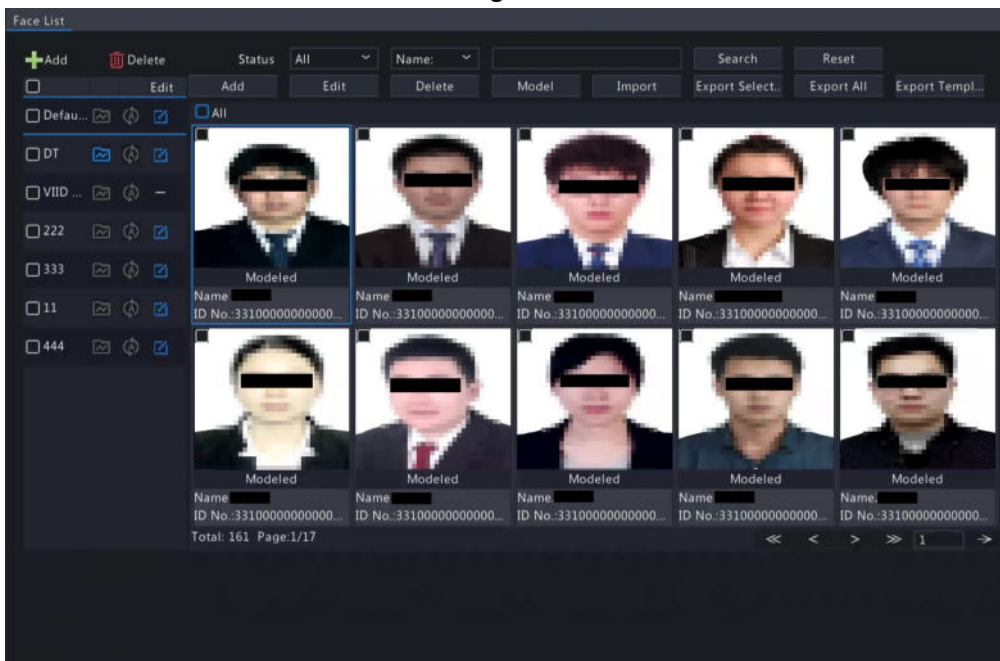 Face List
Add Delete Status All Name: Search Reset
Edit Add Edit Delete Model Import Export Select.. Export All Export Templ...
Defau... All
DT
VIID ...
222
333
11
444
Modeled Modeled Modeled Modeled Modeled
Name Name Name Name Name
ID No.:33100000000000... ID No.:33100000000000... ID No.:33100000000000... ID No.:33100000000000... ID No.:33100000000000...
Modeled Modeled Modeled Modeled Modeled
Name Name Name Name Name:
ID No.:33100000000000... ID No.:33100000000000... ID No.:33100000000000... ID No.:33100000000000... ID No.:33100000000000...
Total: 161 Page:1/17 1